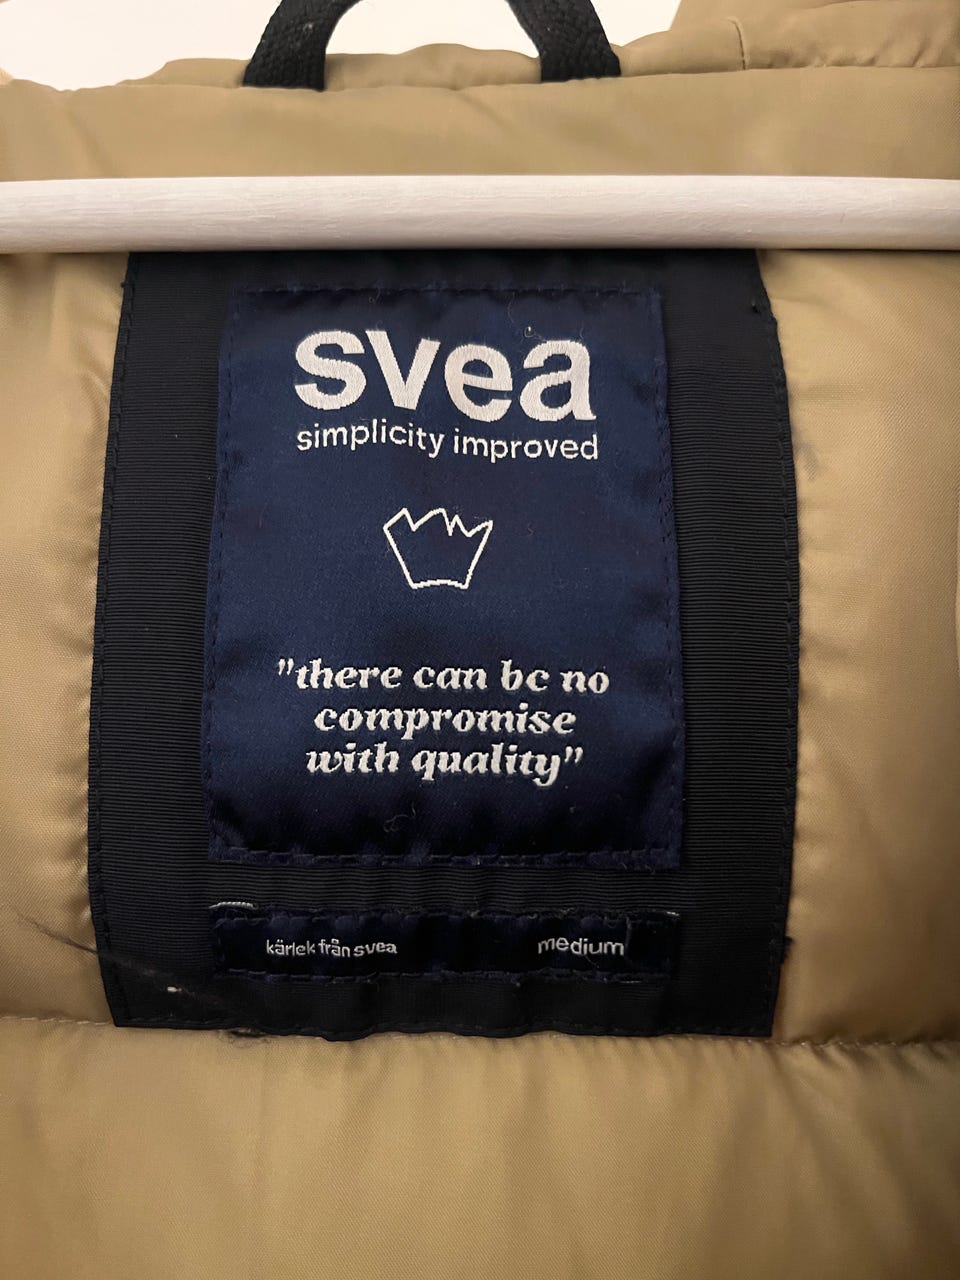 svea
simplicity improved
"there can be no
compromise
with quality"
kärlek från svea
medium